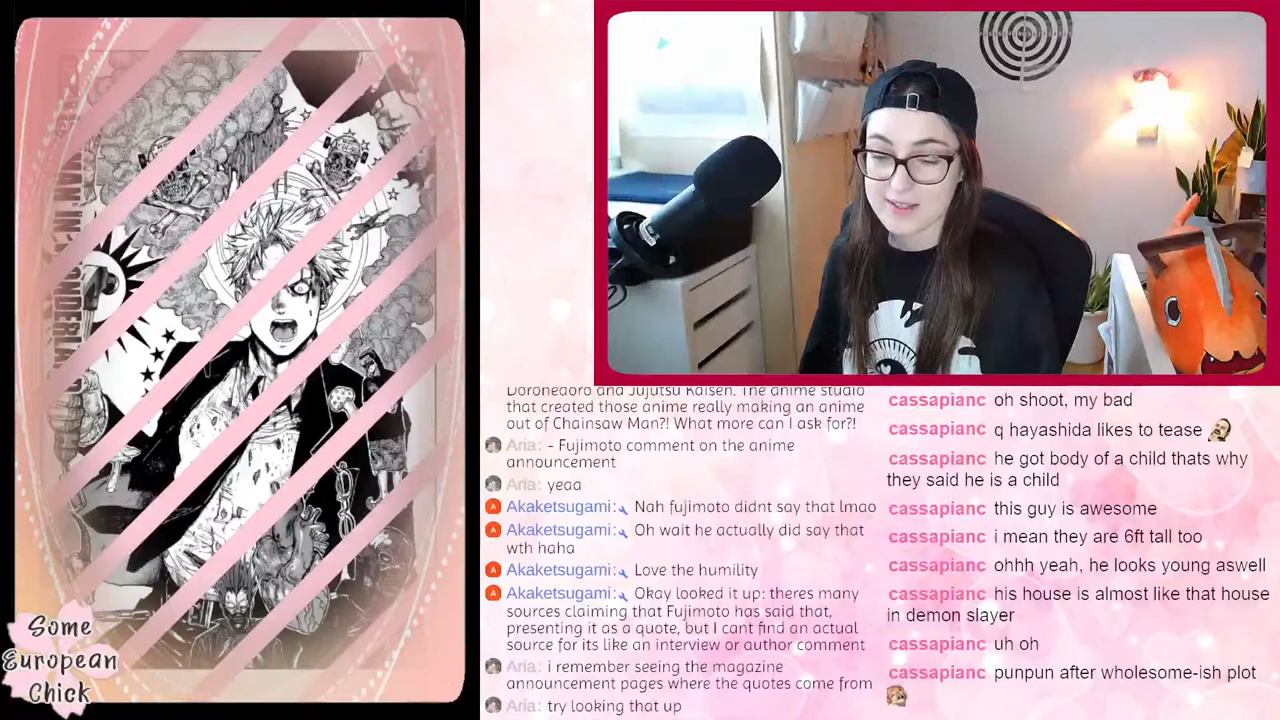 MAN IN
WONDERLAND
Some
European
Chick
Dorohedoro and Jujutsu Kaisen. The anime studio
that created those anime really making an anime
out of Chainsaw Man?! What more can I ask for?!
Aria: - Fujimoto comment on the anime
announcement
Aria: yeaa
A Akaketsugami: Nah fujimoto didnt say that lmao
A Akaketsugami: Oh wait he actually did say that
wth haha
A Akaketsugami: Love the humility
A Akaketsugami: Okay looked it up: theres many
sources claiming that Fujimoto has said that,
presenting it as a quote, but I cant find an actual
source for its like an interview or author comment
Aria: i remember seeing the magazine
announcement pages where the quotes come from
Aria: try looking that up
cassapianc oh shoot, my bad
cassapianc q hayashida likes to tease
cassapianc he got body of a child thats why
they said he is a child
cassapianc this guy is awesome
cassapianc i mean they are 6ft tall too
cassapianc ohhh yeah, he looks young aswell
cassapianc his house is almost like that house
in demon slayer
cassapianc uh oh
cassapianc punpun after wholesome-ish plot